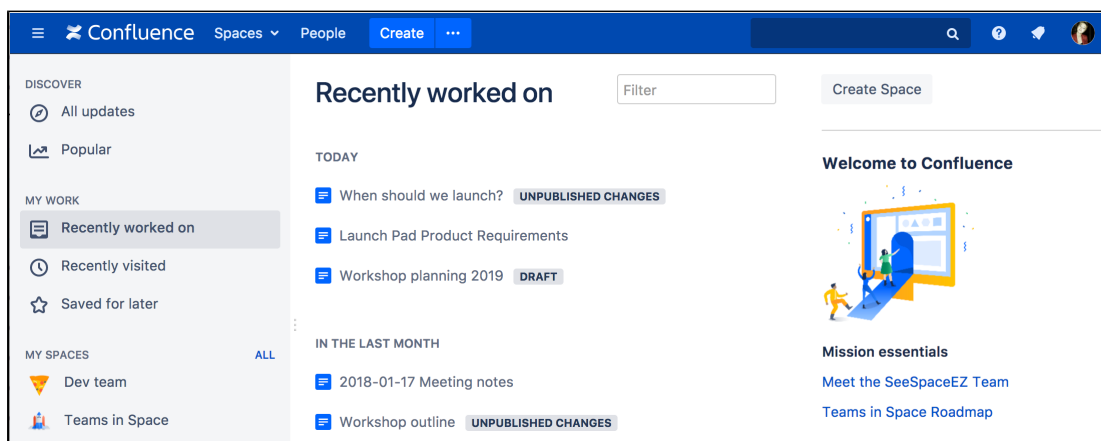 Confluence Spaces People Create ...
DISCOVER
All updates
Popular
MY WORK
Recently worked on
Recently visited
Saved for later
MY SPACES ALL
Dev team
Teams in Space
Recently worked on Filter
TODAY
When should we launch? UNPUBLISHED CHANGES
Launch Pad Product Requirements
Workshop planning 2019 DRAFT
IN THE LAST MONTH
2018-01-17 Meeting notes
Workshop outline UNPUBLISHED CHANGES
Create Space
Welcome to Confluence
Mission essentials
Meet the SeeSpaceEZ Team
Teams in Space Roadmap